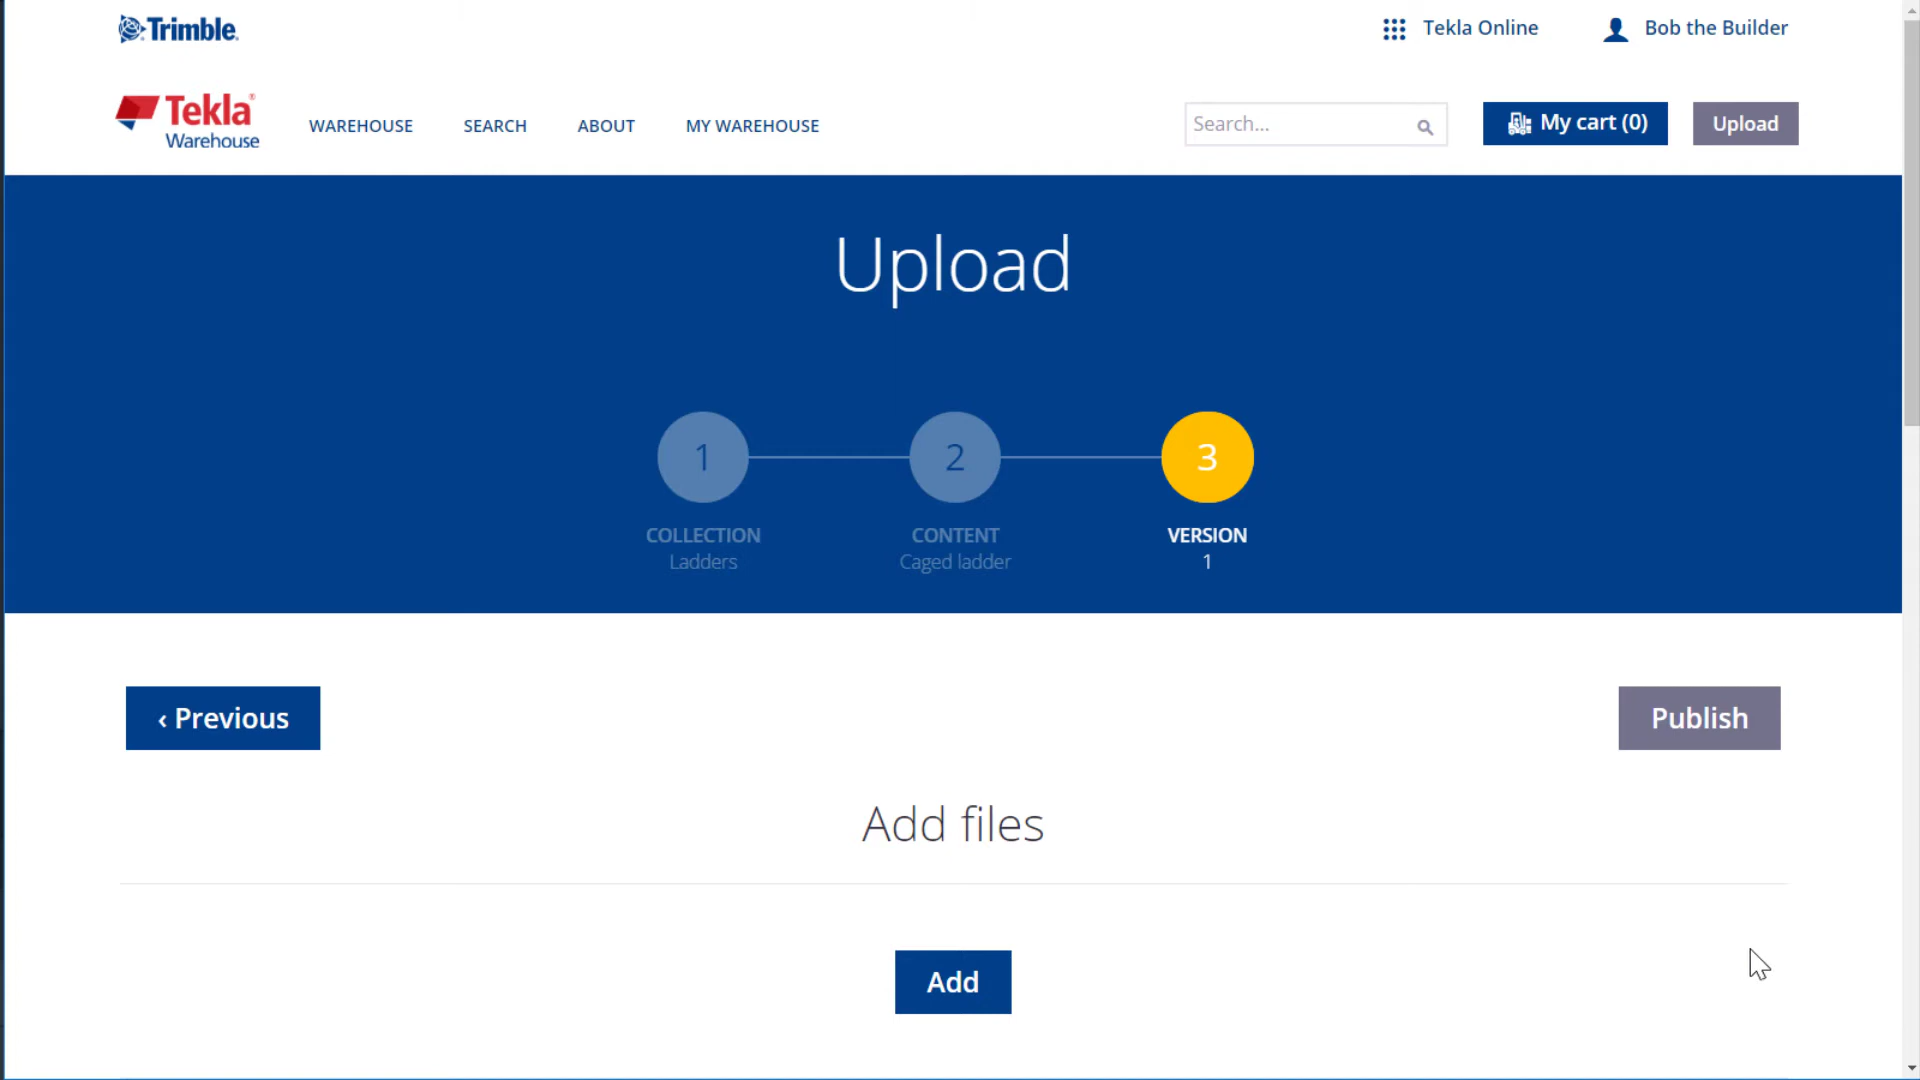 Trimble
Tekla Online
Bob the Builder
Tekla®
Warehouse
WAREHOUSE
SEARCH
ABOUT
MY WAREHOUSE
Search...
My cart (0)
Upload
Upload
1
2
3
COLLECTION
Ladders
CONTENT
Caged ladder
VERSION
1
‹ Previous
Publish
Add files
Add